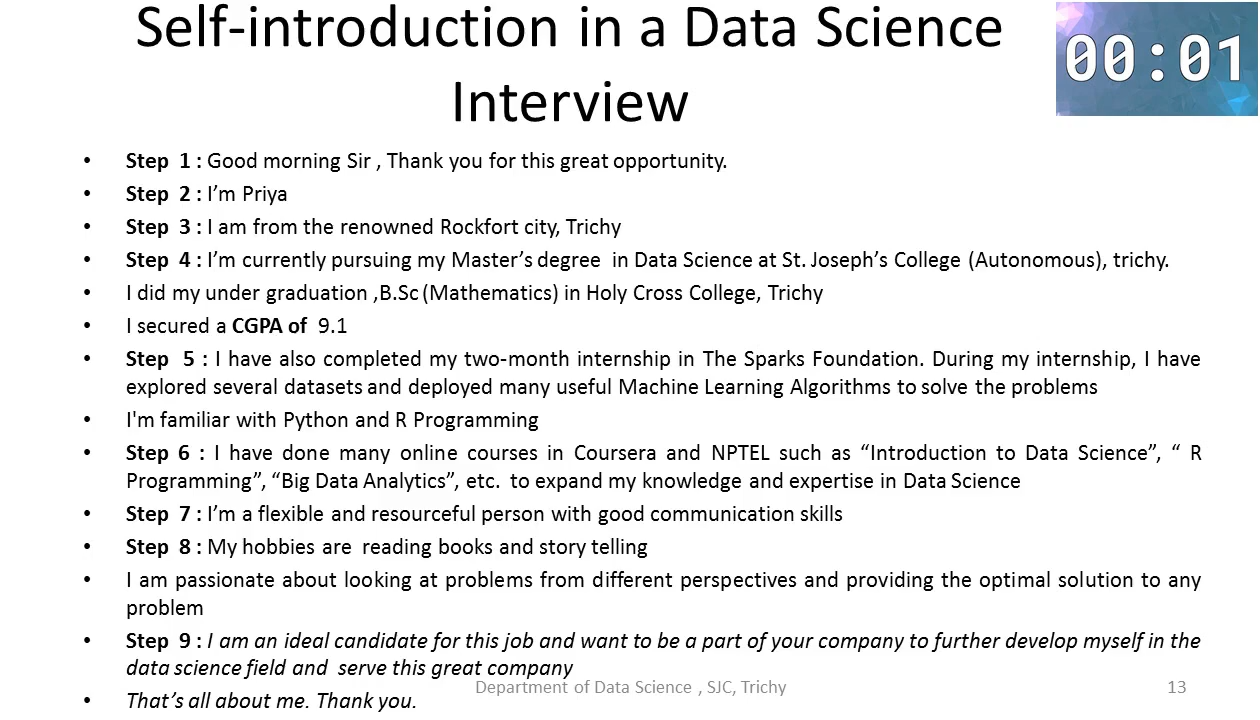 Self-introduction in a Data Science
Interview
00:01
• Step 1 : Good morning Sir , Thank you for this great opportunity.
• Step 2 : I’m Priya
• Step 3 : I am from the renowned Rockfort city, Trichy
• Step 4 : I’m currently pursuing my Master’s degree in Data Science at St. Joseph’s College (Autonomous), trichy.
• I did my under graduation ,B.Sc (Mathematics) in Holy Cross College, Trichy
• I secured a CGPA of 9.1
• Step 5 : I have also completed my two-month internship in The Sparks Foundation. During my internship, I have
explored several datasets and deployed many useful Machine Learning Algorithms to solve the problems
• I'm familiar with Python and R Programming
• Step 6 : I have done many online courses in Coursera and NPTEL such as “Introduction to Data Science”, “ R
Programming”, “Big Data Analytics”, etc. to expand my knowledge and expertise in Data Science
• Step 7 : I’m a flexible and resourceful person with good communication skills
• Step 8 : My hobbies are reading books and story telling
• I am passionate about looking at problems from different perspectives and providing the optimal solution to any
problem
• Step 9 : I am an ideal candidate for this job and want to be a part of your company to further develop myself in the
data science field and serve this great company
• That’s all about me. Thank you.
Department of Data Science , SJC, Trichy
13